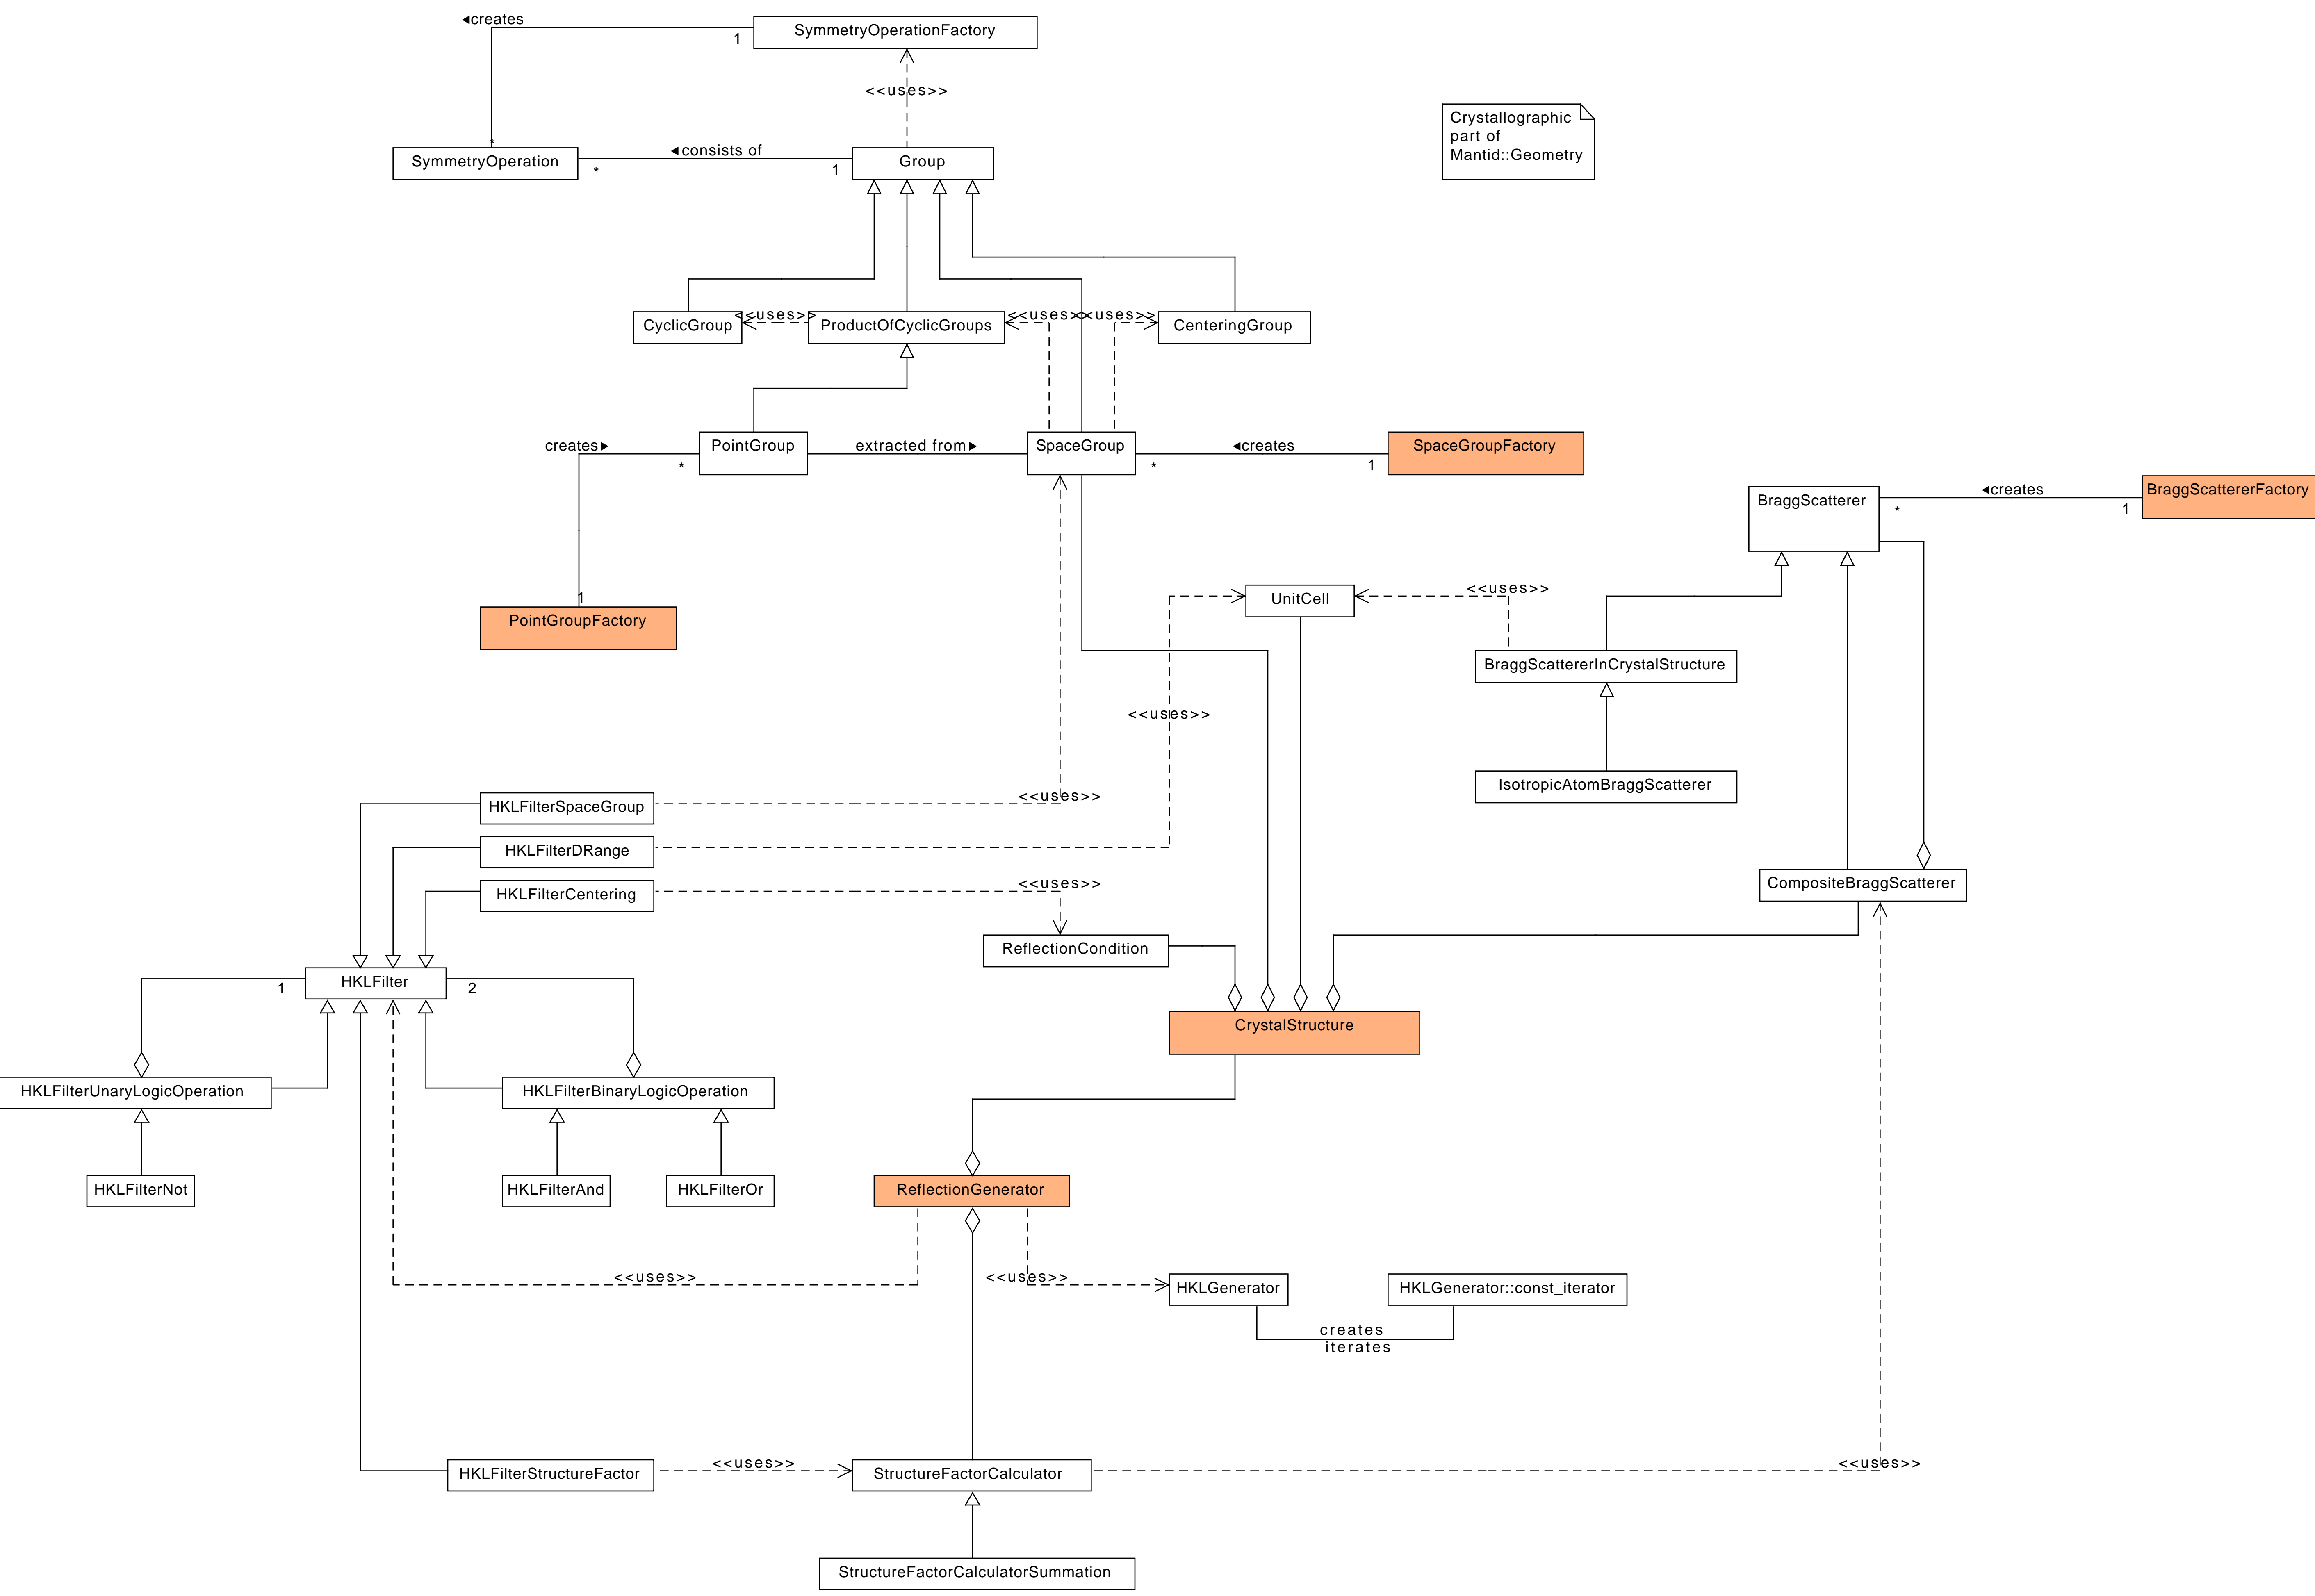 ◄creates
SymmetryOperationFactory
1
<<uses>>
Crystallographic
part of
Mantid::Geometry
*
◄consists of
SymmetryOperation
Group
*
1
<<uses>>
<<uses>>
<<uses>>
CyclicGroup
ProductOfCyclicGroups
CenteringGroup
creates►
PointGroup
extracted from►
SpaceGroup
◄creates
SpaceGroupFactory
*
*
1
BraggScatterer
◄creates
BraggScattererFactory
*
1
<<uses>>
1
UnitCell
PointGroupFactory
BraggScattererInCrystalStructure
<<uses>>
IsotropicAtomBraggScatterer
<<uses>>
HKLFilterSpaceGroup
HKLFilterDRange
<<uses>>
CompositeBraggScatterer
HKLFilterCentering
ReflectionCondition
HKLFilter
1
2
CrystalStructure
HKLFilterUnaryLogicOperation
HKLFilterBinaryLogicOperation
HKLFilterNot
HKLFilterAnd
HKLFilterOr
ReflectionGenerator
<<uses>>
<<uses>>
HKLGenerator
HKLGenerator::const_iterator
creates
iterates
<<uses>>
<<uses>>
HKLFilterStructureFactor
StructureFactorCalculator
StructureFactorCalculatorSummation